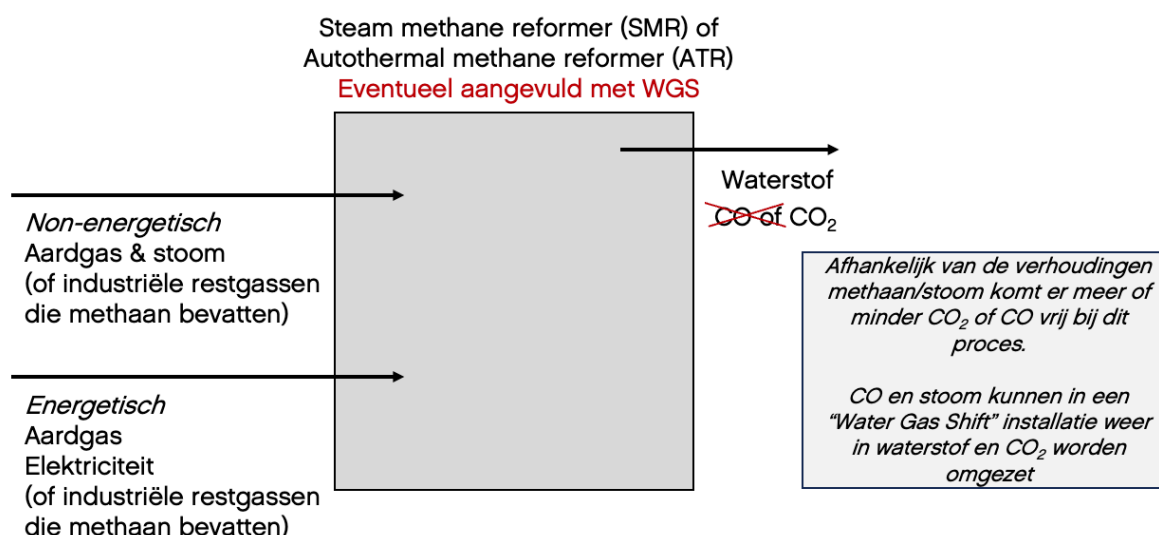 Steam methane reformer (SMR) of
Autothermal methane reformer (ATR)
Eventueel aangevuld met WGS
Waterstof
CO of CO₂
Non-energetisch
Aardgas & stoom
(of industriële restgassen
die methaan bevatten)
Energetisch
Aardgas
Elektriciteit
(of industriële restgassen
die methaan bevatten)
Afhankelijk van de verhoudingen
methaan/stoom komt er meer of
minder CO₂ of CO vrij bij dit
proces.
CO en stoom kunnen in een
“Water Gas Shift” installatie weer
in waterstof en CO₂ worden
omgezet